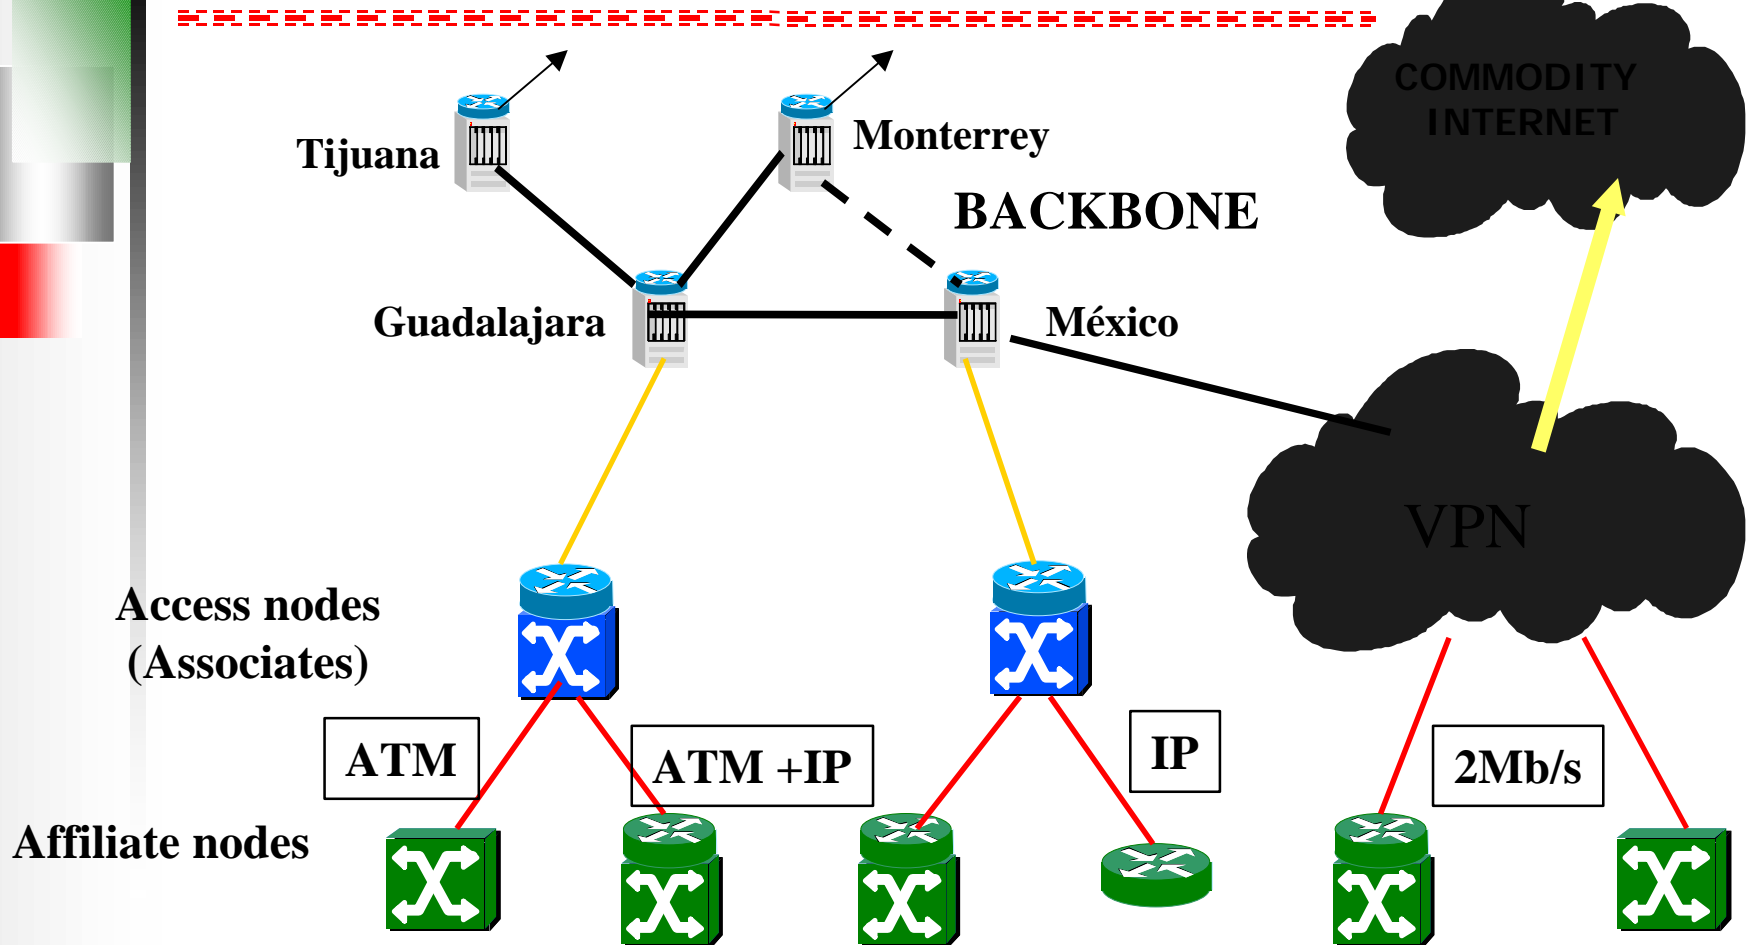 COMMODITY
INTERNET
Tijuana
Monterrey
BACKBONE
Guadalajara
México
VPN
Access nodes
(Associates)
ATM
ATM +IP
IP
2Mb/s
Affiliate nodes